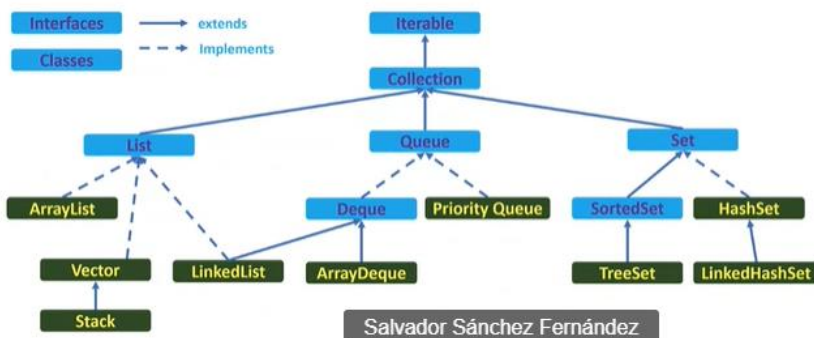 Interfaces
extends
Implements
Classes
Iterable
Collection
List
Queue
Set
ArrayList
Deque
Priority Queue
SortedSet
HashSet
Vector
LinkedList
ArrayDeque
TreeSet
LinkedHashSet
Stack
Salvador Sánchez Fernández